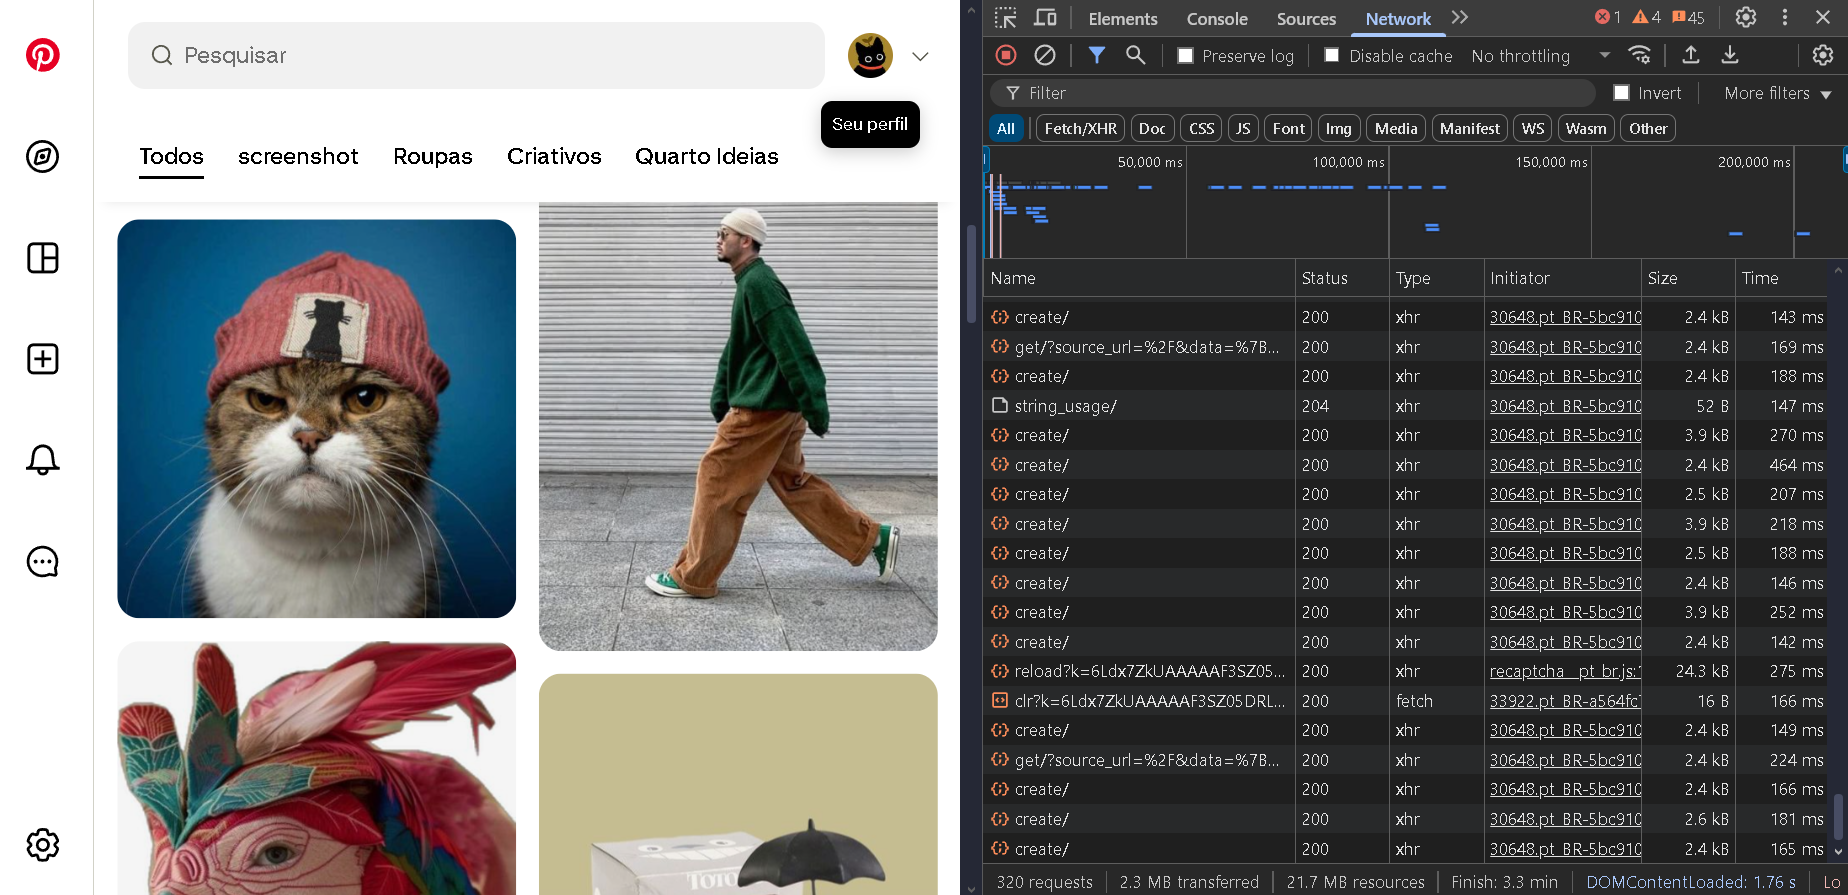 Pesquisar
Seu perfil
Todos screenshot Roupas Criativos Quarto Ideias
TOTO
Elements Console Sources Network 1 4 45
Preserve log Disable cache No throttling
Filter Invert More filters
All Fetch/XHR Doc CSS JS Font Img Media Manifest WS Wasm Other
50,000 ms 100,000 ms 150,000 ms 200,000 ms
Name Status Type Initiator Size Time
create/ 200 xhr 30648.pt_BR-5bc910 2.4 kB 143 ms
get/?source_url=%2F&data=%7B... 200 xhr 30648.pt_BR-5bc910 2.4 kB 169 ms
create/ 200 xhr 30648.pt_BR-5bc910 2.4 kB 188 ms
string_usage/ 204 xhr 30648.pt_BR-5bc910 52 B 147 ms
create/ 200 xhr 30648.pt_BR-5bc910 3.9 kB 270 ms
create/ 200 xhr 30648.pt_BR-5bc910 2.4 kB 464 ms
create/ 200 xhr 30648.pt_BR-5bc910 2.5 kB 207 ms
create/ 200 xhr 30648.pt_BR-5bc910 3.9 kB 218 ms
create/ 200 xhr 30648.pt_BR-5bc910 2.5 kB 188 ms
create/ 200 xhr 30648.pt_BR-5bc910 2.4 kB 146 ms
create/ 200 xhr 30648.pt_BR-5bc910 3.9 kB 252 ms
create/ 200 xhr 30648.pt_BR-5bc910 2.4 kB 142 ms
reload?k=6Ldx7ZkUAAAAAF3SZ05... 200 xhr recaptcha__pt_br.js:1 24.3 kB 275 ms
clr?k=6Ldx7ZkUAAAAAF3SZ05DRL... 200 fetch 33922.pt_BR-a564fc 16 B 166 ms
create/ 200 xhr 30648.pt_BR-5bc910 2.4 kB 149 ms
get/?source_url=%2F&data=%7B... 200 xhr 30648.pt_BR-5bc910 2.4 kB 224 ms
create/ 200 xhr 30648.pt_BR-5bc910 2.4 kB 166 ms
create/ 200 xhr 30648.pt_BR-5bc910 2.6 kB 181 ms
create/ 200 xhr 30648.pt_BR-5bc910 2.4 kB 165 ms
320 requests 2.3 MB transferred 21.7 MB resources Finish: 3.3 min DOMContentLoaded: 1.76 s Lo